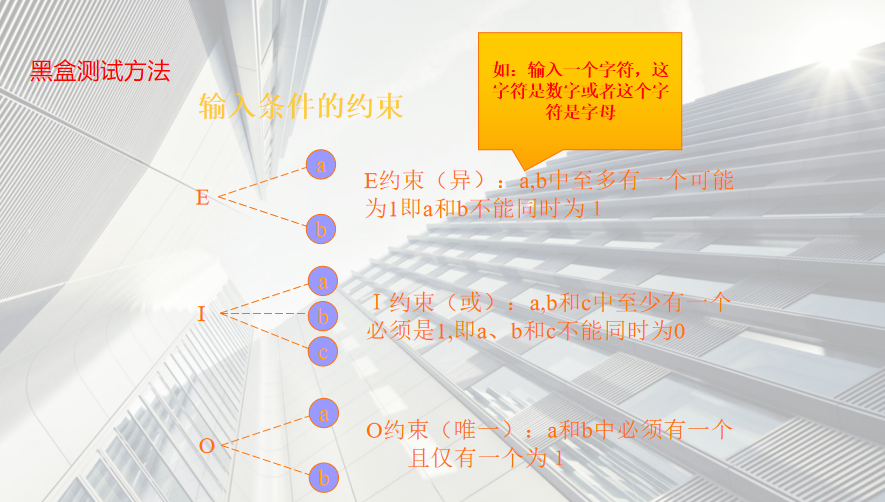 黑盒测试方法
输入条件的约束
如：输入一个字符，这
字符是数字或者这个字
符是字母
E
a
b
E约束（异）：a,b中至多有一个可能
为1即a和b不能同时为１
I
a
b
c
Ｉ约束（或）：a,b和c中至少有一个
必须是1,即a、b和c不能同时为0
O
a
b
O约束（唯一）：a和b中必须有一个
且仅有一个为１